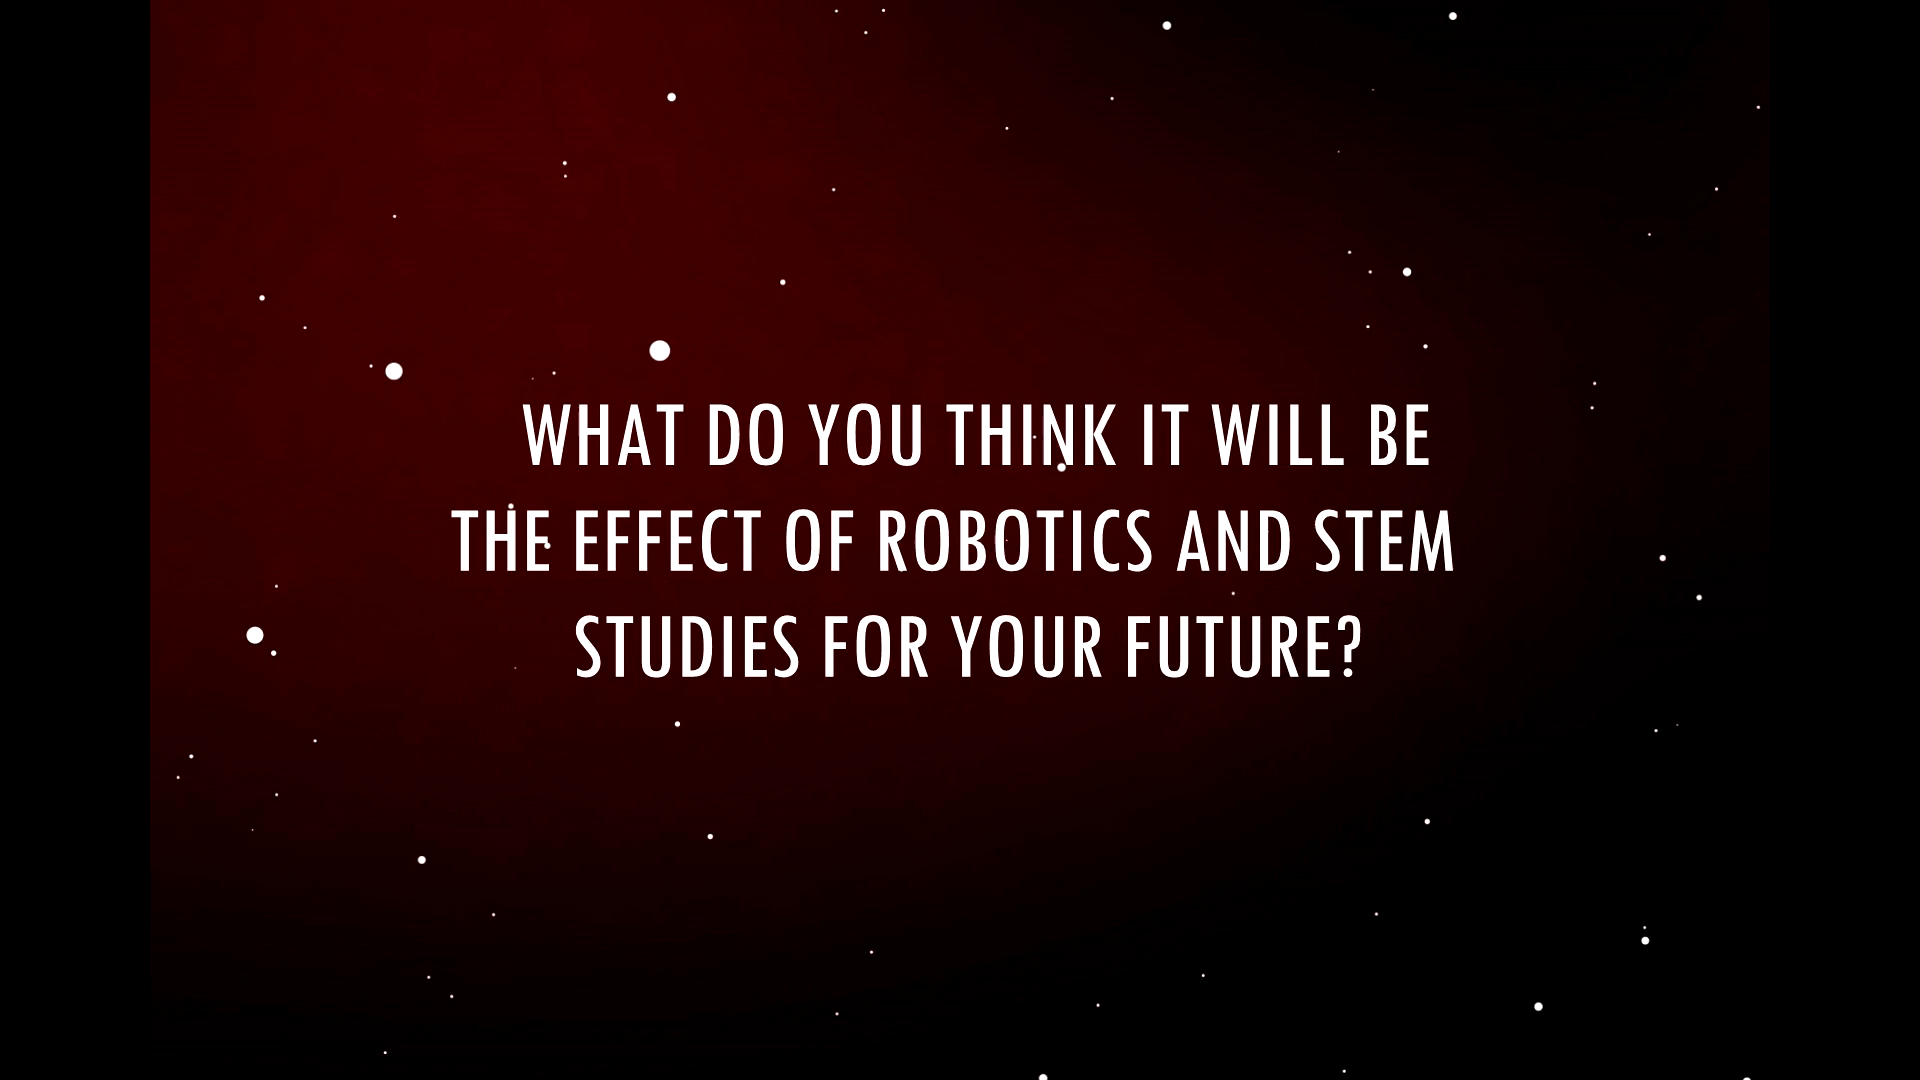 WHAT DO YOU THINK IT WILL BE
THE EFFECT OF ROBOTICS AND STEM
STUDIES FOR YOUR FUTURE?